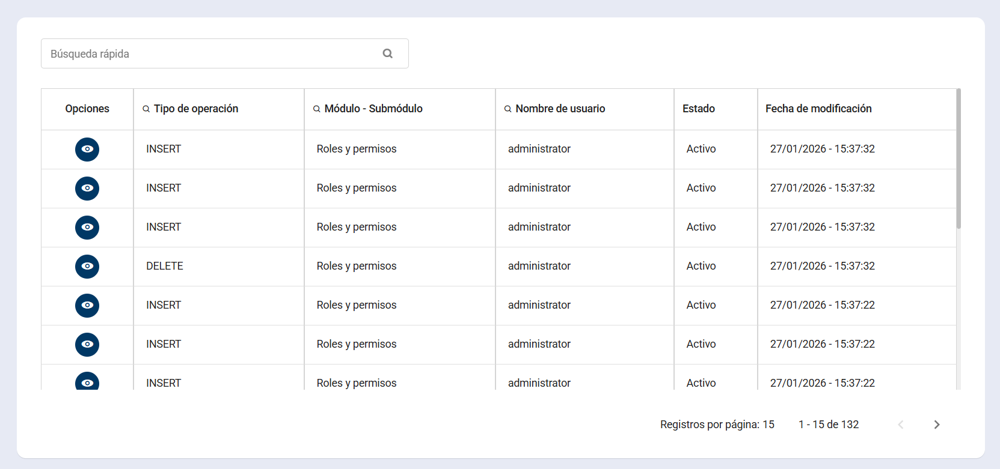 Búsqueda rápida
Opciones Tipo de operación Módulo - Submódulo Nombre de usuario Estado Fecha de modificación
INSERT Roles y permisos administrator Activo 27/01/2026 - 15:37:32
INSERT Roles y permisos administrator Activo 27/01/2026 - 15:37:32
INSERT Roles y permisos administrator Activo 27/01/2026 - 15:37:32
DELETE Roles y permisos administrator Activo 27/01/2026 - 15:37:32
INSERT Roles y permisos administrator Activo 27/01/2026 - 15:37:22
INSERT Roles y permisos administrator Activo 27/01/2026 - 15:37:22
INSERT Roles y permisos administrator Activo 27/01/2026 - 15:37:22
Registros por página: 15 1 - 15 de 132